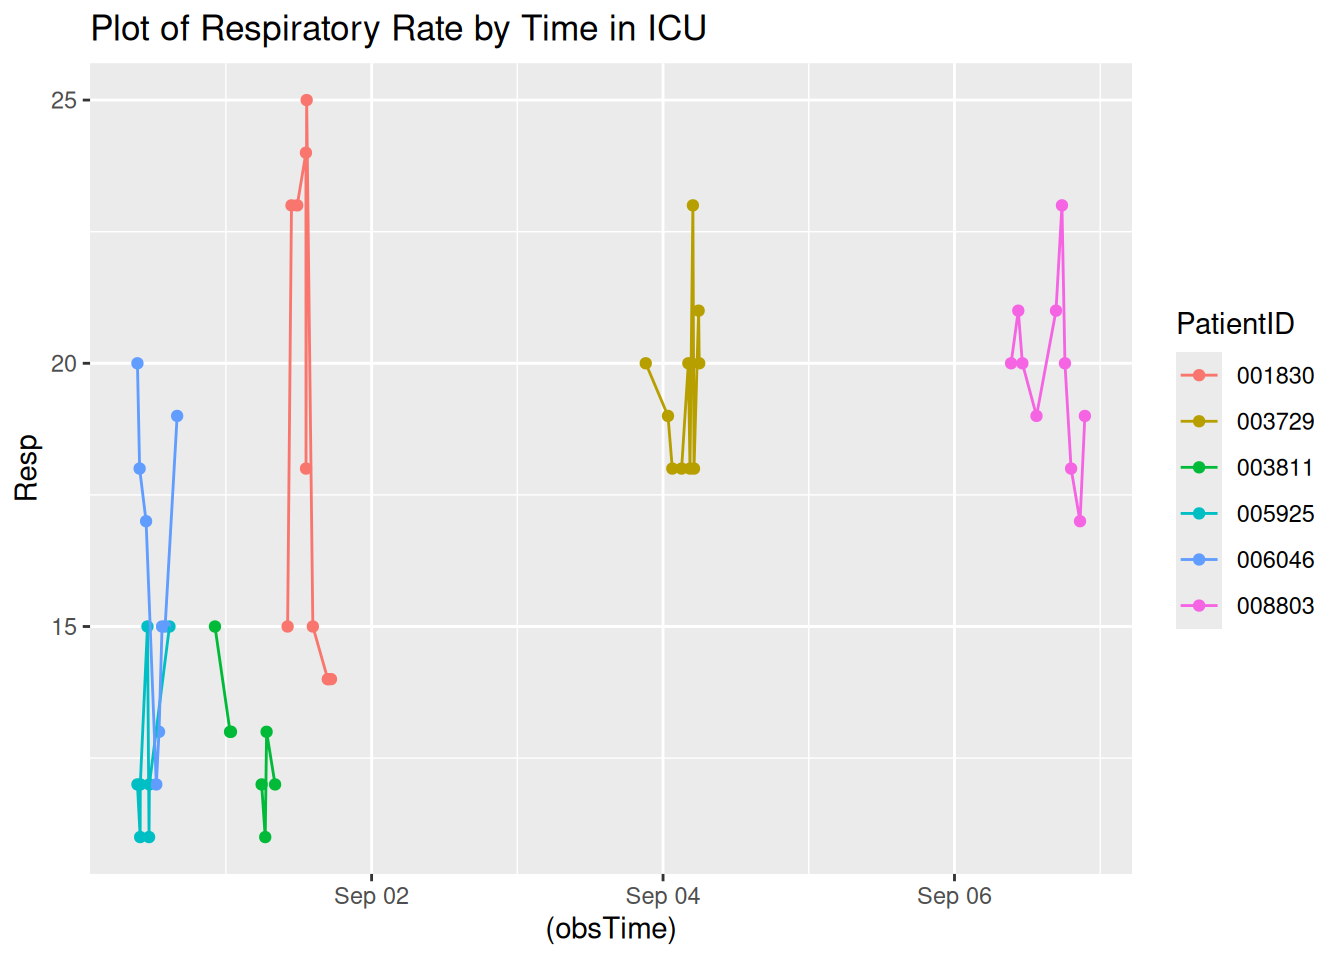 Plot of Respiratory Rate by Time in ICU
25
20
15
Resp
Sep 02
Sep 04
Sep 06
(obsTime)
PatientID
001830
003729
003811
005925
006046
008803